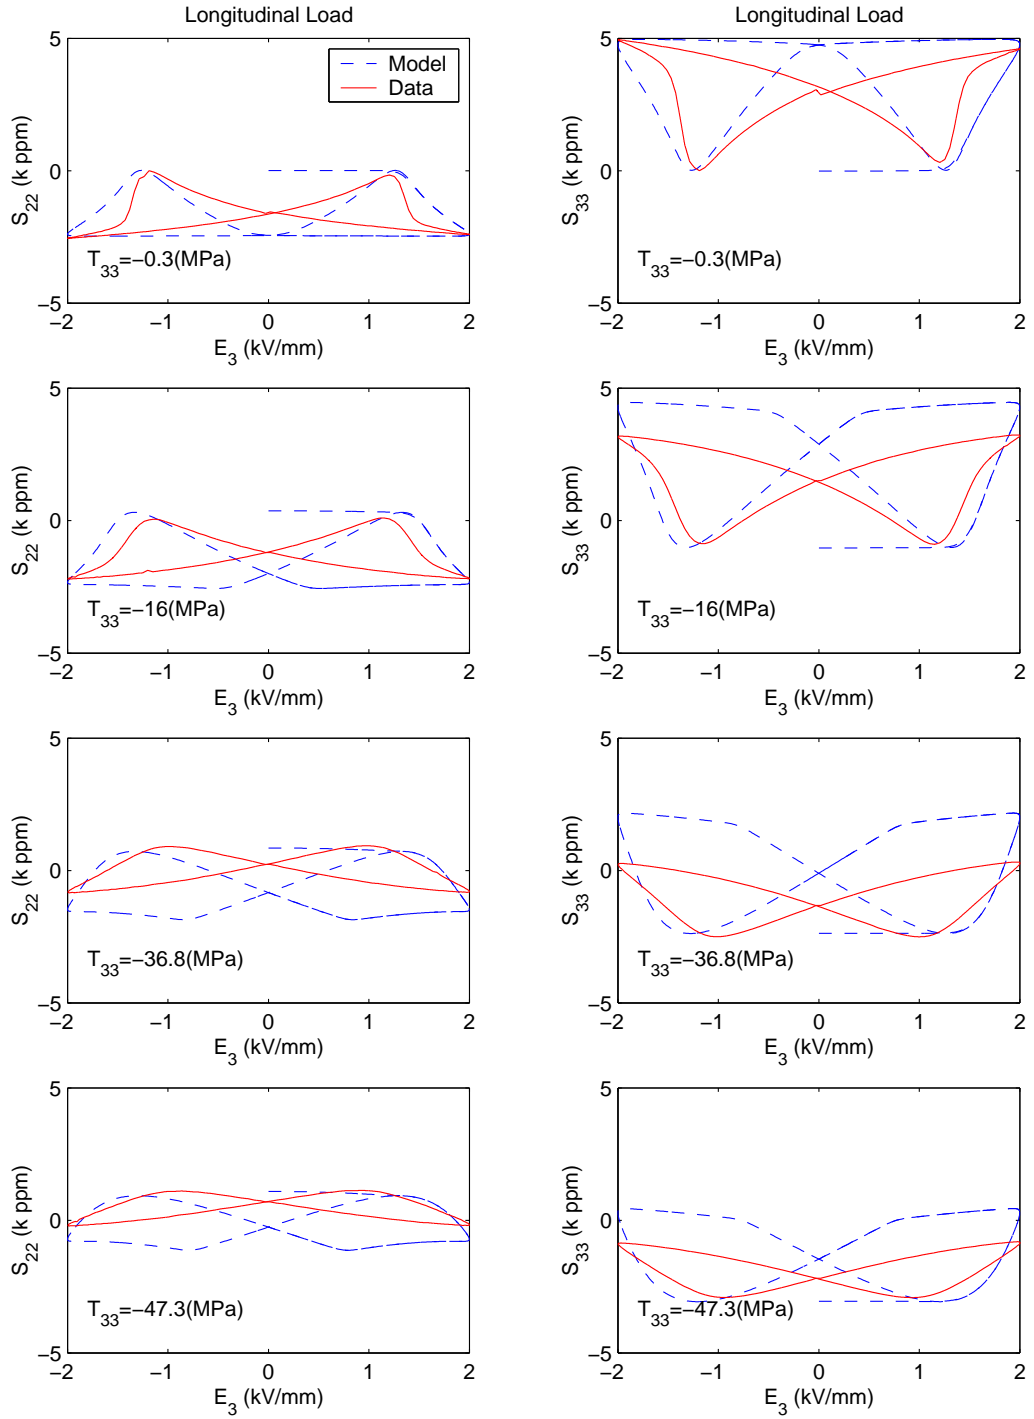 Longitudinal Load
Longitudinal Load
5
0
−5
S22 (k ppm)
Model
Data
T33=−0.3(MPa)
−2 −1 0 1 2
E3 (kV/mm)
5
0
−5
S33 (k ppm)
T33=−0.3(MPa)
−2 −1 0 1 2
E3 (kV/mm)
5
0
−5
S22 (k ppm)
T33=−16(MPa)
−2 −1 0 1 2
E3 (kV/mm)
5
0
−5
S33 (k ppm)
T33=−16(MPa)
−2 −1 0 1 2
E3 (kV/mm)
5
0
−5
S22 (k ppm)
T33=−36.8(MPa)
−2 −1 0 1 2
E3 (kV/mm)
5
0
−5
S33 (k ppm)
T33=−36.8(MPa)
−2 −1 0 1 2
E3 (kV/mm)
5
0
−5
S22 (k ppm)
T33=−47.3(MPa)
−2 −1 0 1 2
E3 (kV/mm)
5
0
−5
S33 (k ppm)
T33=−47.3(MPa)
−2 −1 0 1 2
E3 (kV/mm)